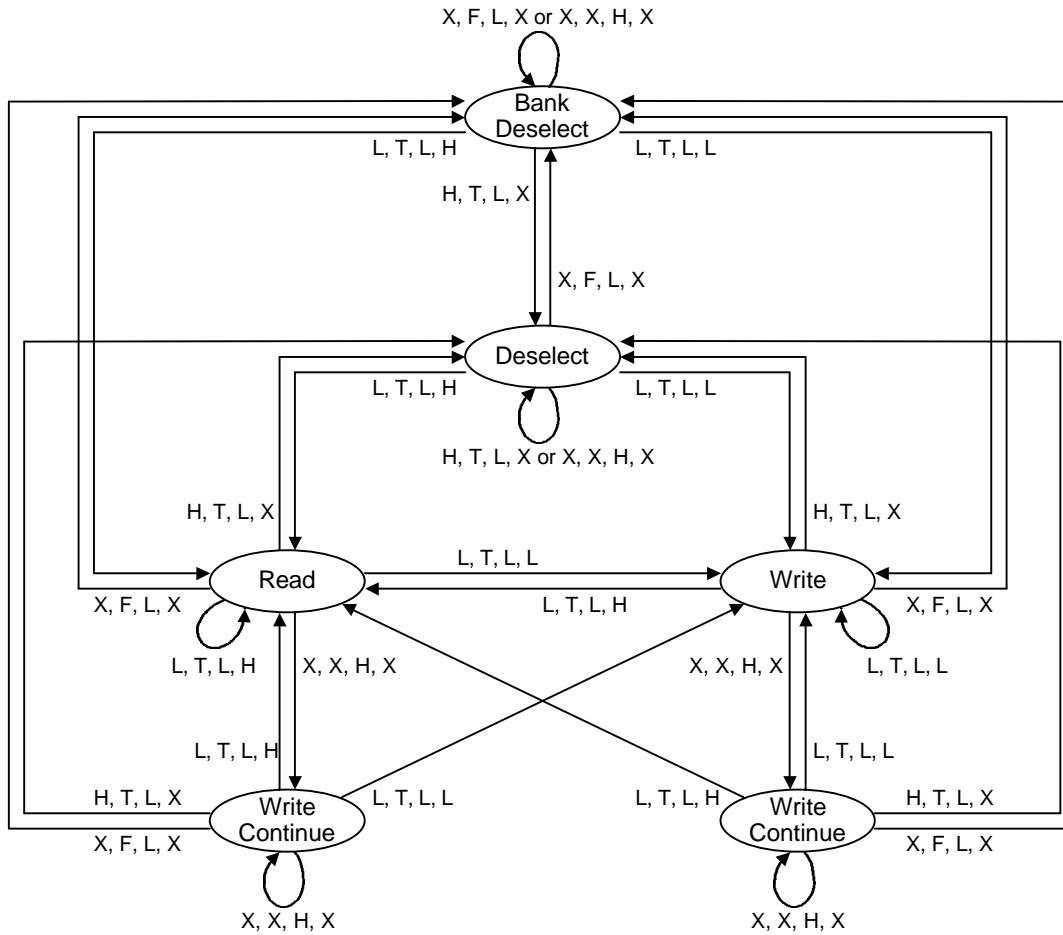 X, F, L, X or X, X, H, X
Bank
Deselect
L, T, L, H
L, T, L, L
H, T, L, X
X, F, L, X
Deselect
L, T, L, H
L, T, L, L
H, T, L, X or X, X, H, X
H, T, L, X
H, T, L, X
L, T, L, L
Read
Write
L, T, L, H
X, F, L, X
X, F, L, X
L, T, L, H
X, X, H, X
X, X, H, X
L, T, L, L
L, T, L, H
L, T, L, L
H, T, L, X
Write
Continue
L, T, L, L
L, T, L, H
Write
Continue
H, T, L, X
X, F, L, X
X, F, L, X
X, X, H, X
X, X, H, X